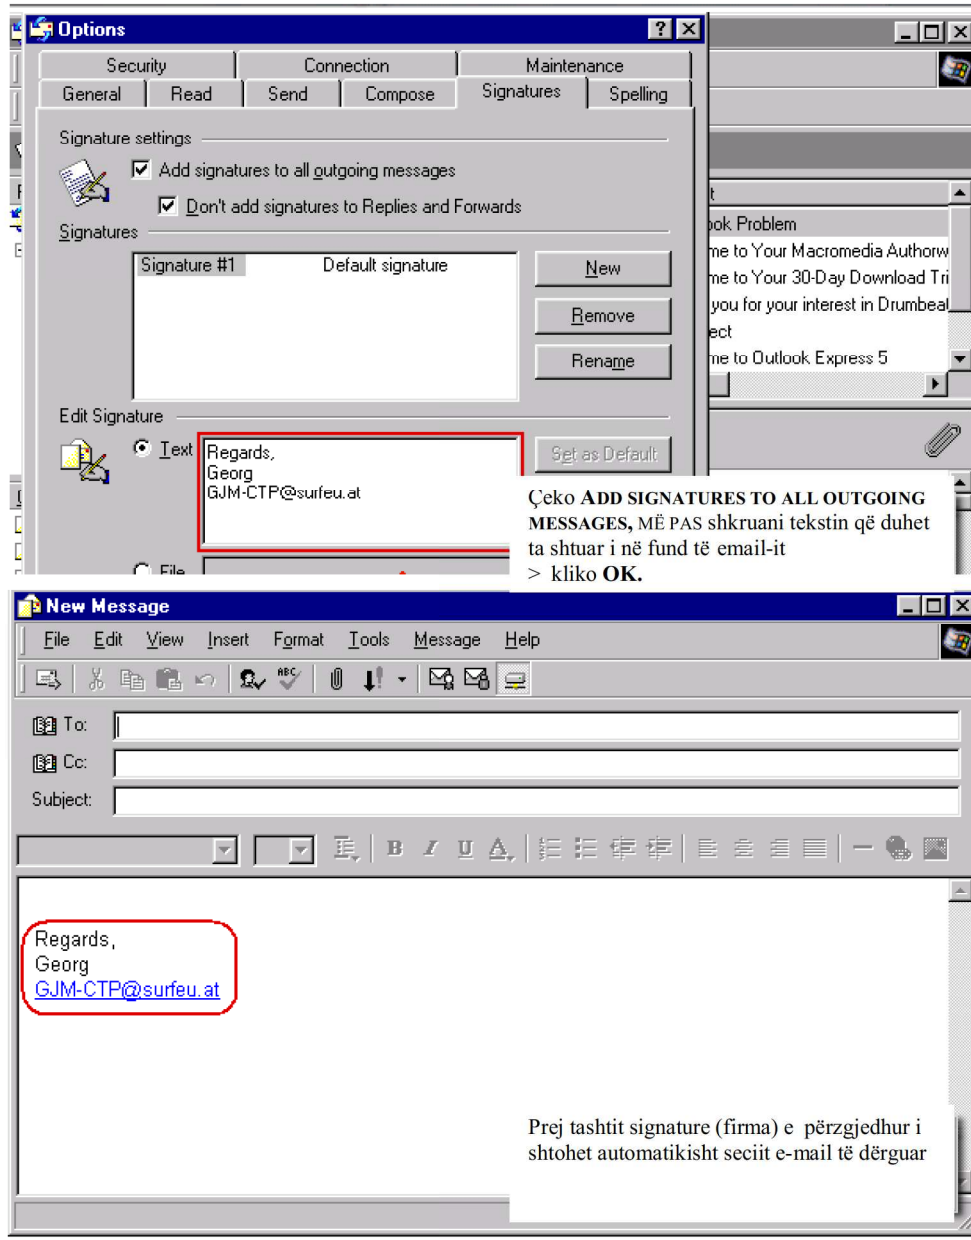 Options
Security Connection Maintenance
General Read Send Compose Signatures Spelling
Signature settings
Add signatures to all outgoing messages
Don't add signatures to Replies and Forwards
Signatures
Signature #1 Default signature
New
Remove
Rename
ook Problem
me to Your Macromedia Authorw
me to Your 30-Day Download Tri
you for your interest in Drumbeat
ect
me to Outlook Express 5
Edit Signature
Text
Regards,
Georg
GJM-CTP@surfeu.at
Set as Default
File
Çeko ADD SIGNATURES TO ALL OUTGOING
MESSAGES, MË PAS shkruani tekstin që duhet
ta shtuar i në fund të email-it
> kliko OK.
New Message
File Edit View Insert Format Tools Message Help
ABC
To:
Cc:
Subject:
B I U A
Regards,
Georg
GJM-CTP@surfeu.at
Prej tashtit signature (firma) e përzgjedhur i
shtohet automatikisht seciit e-mail të dërguar